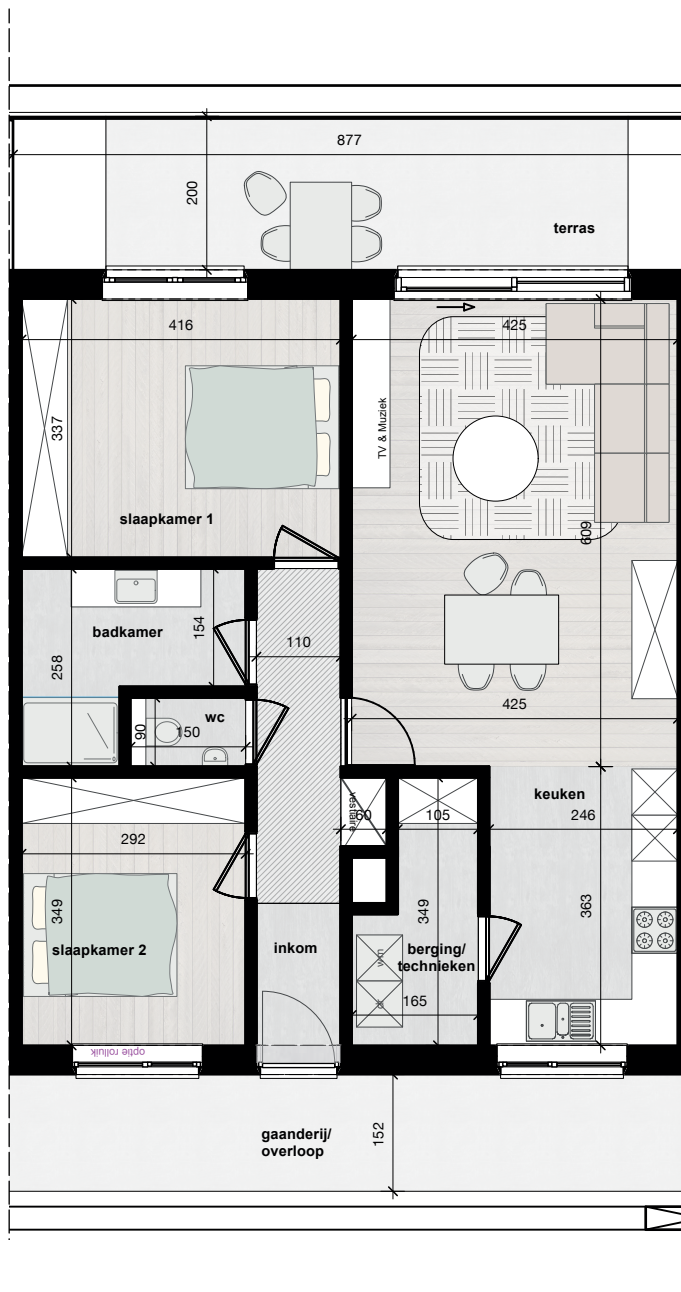 877
200
terras
416
425
337
TV & Muziek
slaapkamer 1
609
badkamer
154
110
258
wc
90
150
425
keuken
vestiaire
60
105
246
292
349
349
363
slaapkamer 2
inkom
wm
berging/
technieken
dk
165
optie rolluik
gaanderij/
overloop
152